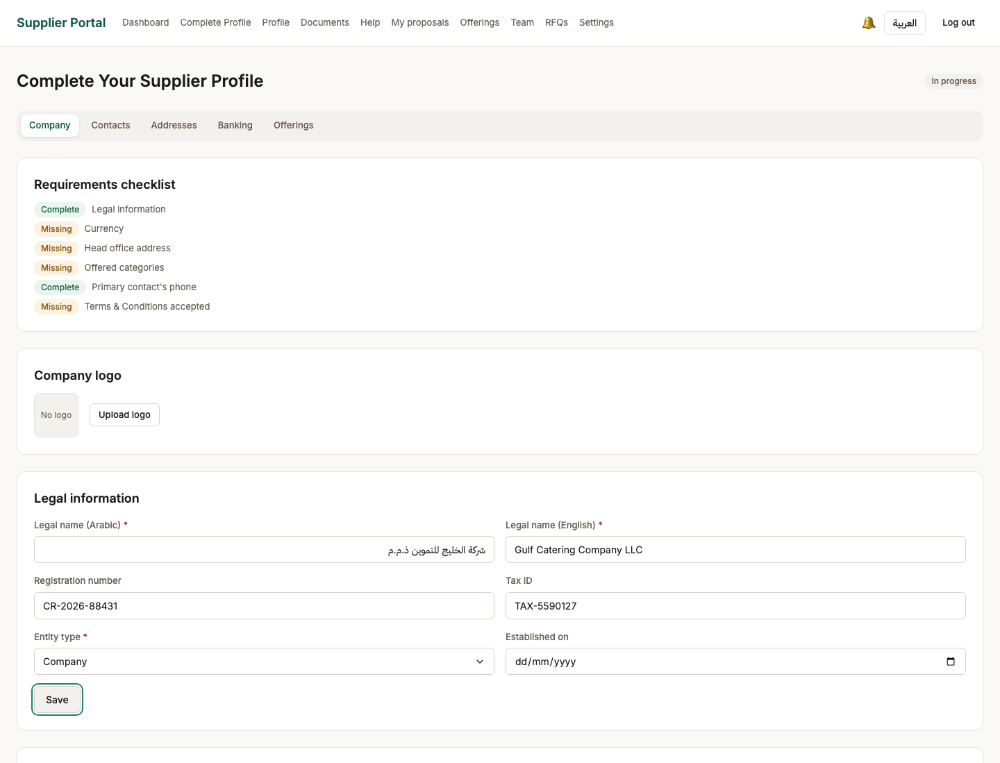 Supplier Portal
Dashboard
Complete Profile
Profile
Documents
Help
My proposals
Offerings
Team
RFQs
Settings
العربية
Log out
Complete Your Supplier Profile
In progress
Company
Contacts
Addresses
Banking
Offerings
Requirements checklist
Complete Legal information
Missing Currency
Missing Head office address
Missing Offered categories
Complete Primary contact's phone
Missing Terms & Conditions accepted
Company logo
No logo
Upload logo
Legal information
Legal name (Arabic) *
شركة الخليج للتموين ذ.م.م
Legal name (English) *
Gulf Catering Company LLC
Registration number
CR-2026-88431
Tax ID
TAX-5590127
Entity type *
Company
Established on
dd/mm/yyyy
Save